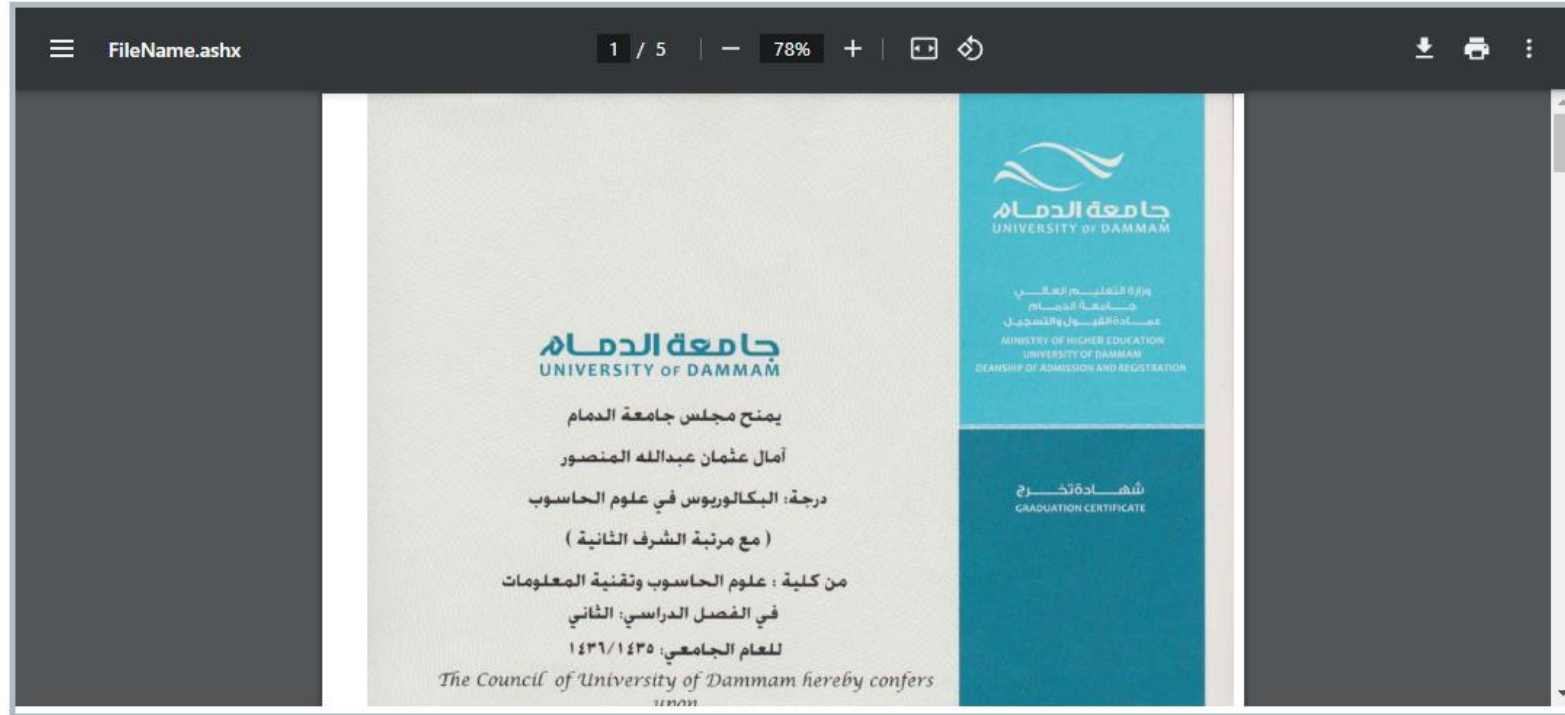 FileName.ashx
1 / 5
78%
جامعة الدمام
UNIVERSITY OF DAMMAM
وزارة التعليم العالي
جامعة الدمام
عمادة القبول والتسجيل
MINISTRY OF HIGHER EDUCATION
UNIVERSITY OF DAMMAM
DEANSHIP OF ADMISSION AND REGISTRATION
شهادة تخرج
GRADUATION CERTIFICATE
جامعة الدمام
UNIVERSITY OF DAMMAM
يمنح مجلس جامعة الدمام
آمال عثمان عبدالله المنصور
درجة: البكالوريوس في علوم الحاسوب
( مع مرتبة الشرف الثانية )
من كلية : علوم الحاسوب وتقنية المعلومات
في الفصل الدراسي: الثاني
للعام الجامعي: ١٤٣٦/١٤٣٥
The Council of University of Dammam hereby confers
upon